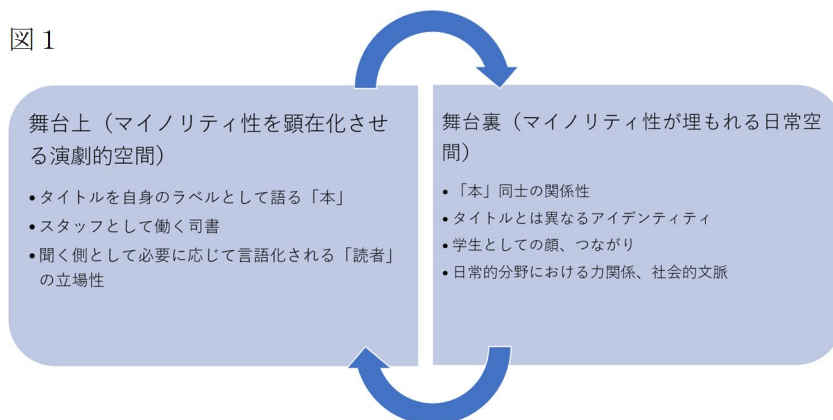 図１
舞台上（マイノリティ性を顕在化させ
る演劇的空間）
•タイトルを自身のラベルとして語る「本」
•スタッフとして働く司書
•聞く側として必要に応じて言語化される「読者」
の立場性
舞台裏（マイノリティ性が埋もれる日常空
間）
•「本」同士の関係性
•タイトルとは異なるアイデンティティ
•学生としての顔、つながり
•日常的分野における力関係、社会的文脈